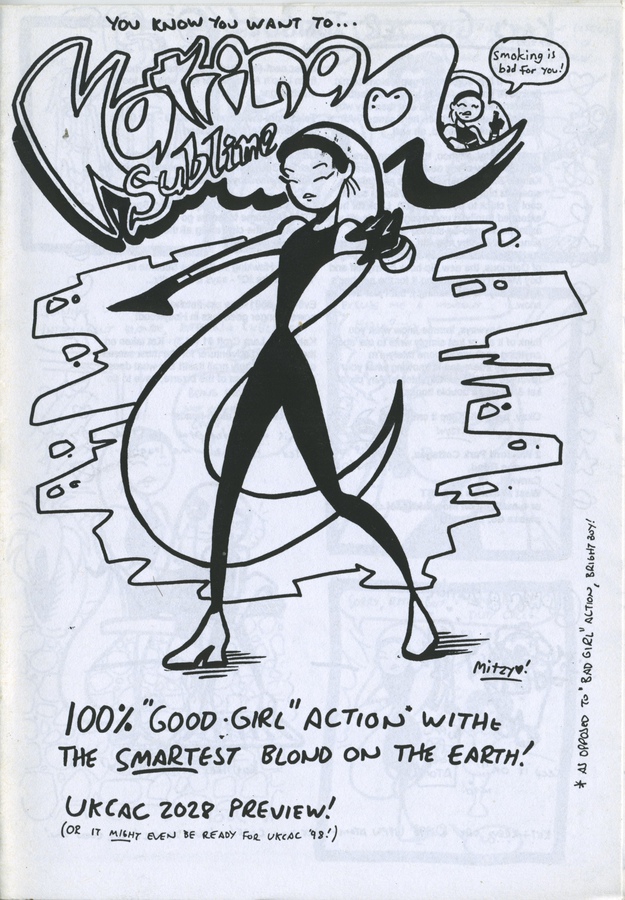 YOU KNOW YOU WANT TO...
Sublime
Smoking is
bad for you!
Mitzy♥!
100% "GOOD-GIRL" ACTION* WITHE
THE SMARTEST BLOND ON THE EARTH!
UKCAC 2028 PREVIEW!
(OR IT MIGHT EVEN BE READY FOR UKCAC '98!)
* AS OPPOSED TO "BAD GIRL" ACTION, BRIGHT BOY!